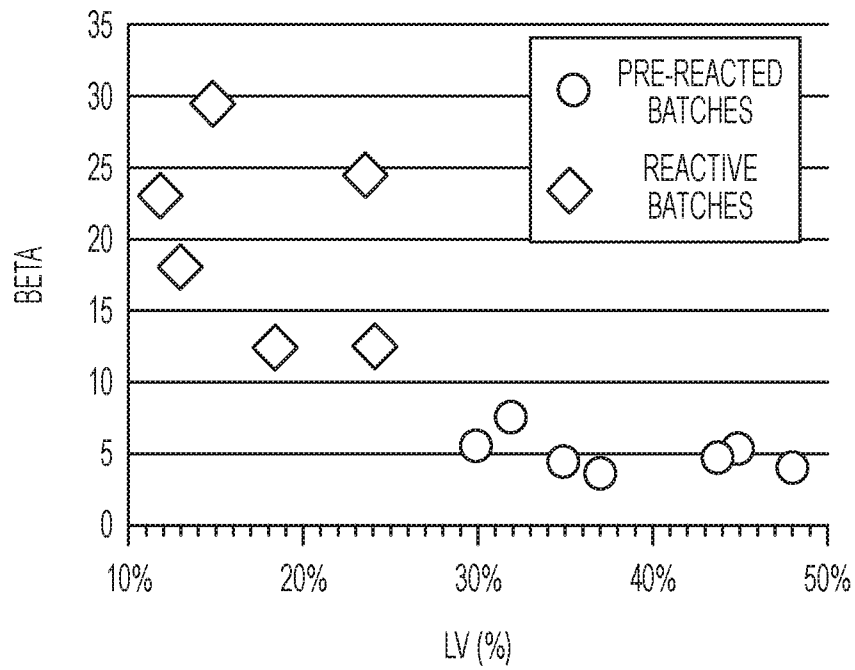 35
30
25
20
15
10
5
0
BETA
10%
20%
30%
40%
50%
LV (%)
PRE-REACTED
BATCHES
REACTIVE
BATCHES